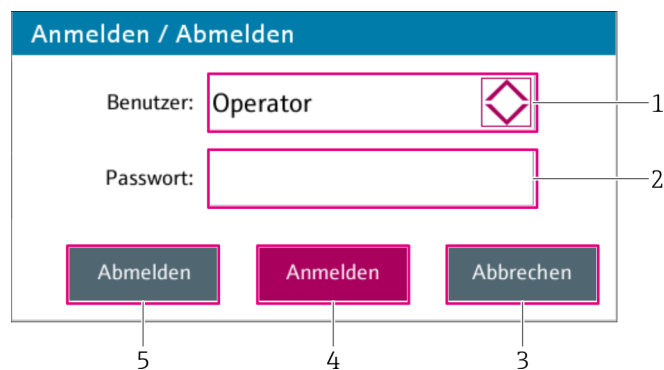 Anmelden / Abmelden
Benutzer: Operator 1
Passwort: 2
Abmelden Anmelden Abbrechen
5 4 3